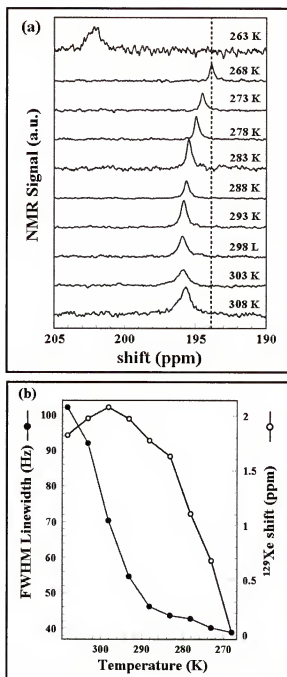 (a)
263 K
268 K
273 K
278 K
283 K
288 K
293 K
298 L
303 K
308 K
NMR Signal (a.u.)
205 200 195 190
shift (ppm)
(b)
100
90
80
70
60
50
40
FWHM Linewidth (Hz)
2
1.5
1
0.5
0
129Xe shift (ppm)
300 290 280 270
Temperature (K)